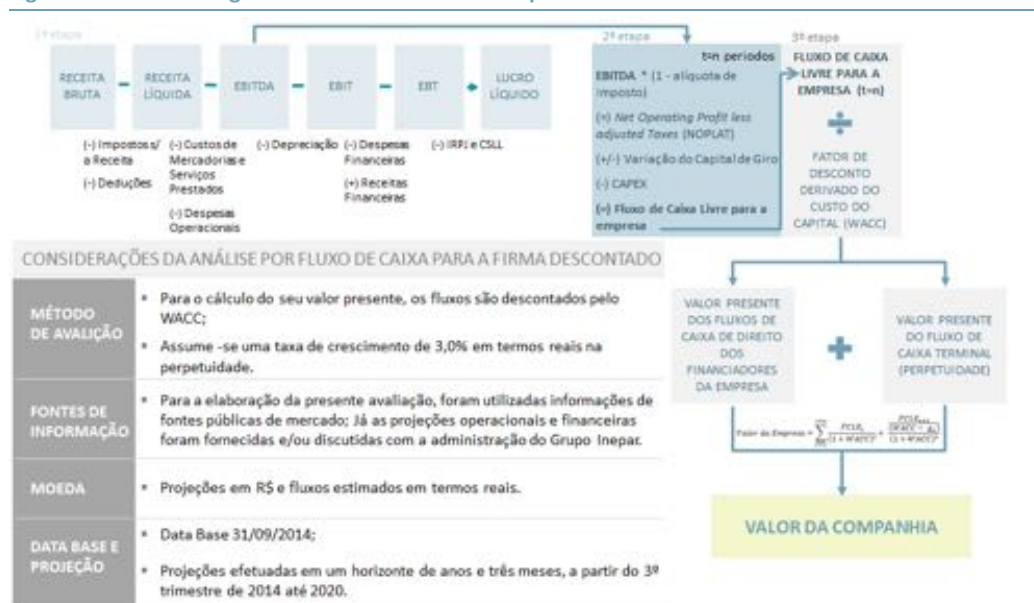 1ª etapa
RECEITA
BRUTA
RECEITA
LÍQUIDA
EBITDA
EBIT
EBT
LUCRO
LÍQUIDO
(-) Impostos s/
a Receita
(-) Deduções
(-) Custos de
Mercadorias e
Serviços
Prestados
(-) Despesas
Operacionais
(-) Depreciação
(-) Despesas
Financeiras
(+) Receitas
Financeiras
(-) IRPJ e CSLL
2ª etapa
t=n periodos
EBITDA * (1 - alíquota de
imposto)
(=) Net Operating Profit less
adjusted Taxes (NOPLAT)
(+/-) Variação do Capital de Giro
(-) CAPEX
(=) Fluxo de Caixa Livre para a
empresa
3ª etapa
FLUXO DE CAIXA
LIVRE PARA A
EMPRESA (t=n)
FATOR DE
DESCONTO
DERIVADO DO
CUSTO DO
CAPITAL (WACC)
CONSIDERAÇÕES DA ANÁLISE POR FLUXO DE CAIXA PARA A FIRMA DESCONTADO
MÉTODO
DE AVALIÇÃO
▪ Para o cálculo do seu valor presente, os fluxos são descontados pelo
WACC;
▪ Assume -se uma taxa de crescimento de 3,0% em termos reais na
perpetuidade.
FONTES DE
INFORMAÇÃO
▪ Para a elaboração da presente avaliação, foram utilizadas informações de
fontes públicas de mercado; Já as projeções operacionais e financeiras
foram fornecidas e/ou discutidas com a administração do Grupo Inepar.
MOEDA
▪ Projeções em R$ e fluxos estimados em termos reais.
DATA BASE E
PROJEÇÃO
▪ Data Base 31/09/2014;
▪ Projeções efetuadas em um horizonte de anos e três meses, a partir do 3º
trimestre de 2014 até 2020.
VALOR PRESENTE
DOS FLUXOS DE
CAIXA DE DIREITO
DOS
FINANCIADORES
DA EMPRESA
VALOR PRESENTE
DO FLUXO DE
CAIXA TERMINAL
(PERPETUIDADE)
Valor da Empresa =
VALOR DA COMPANHIA